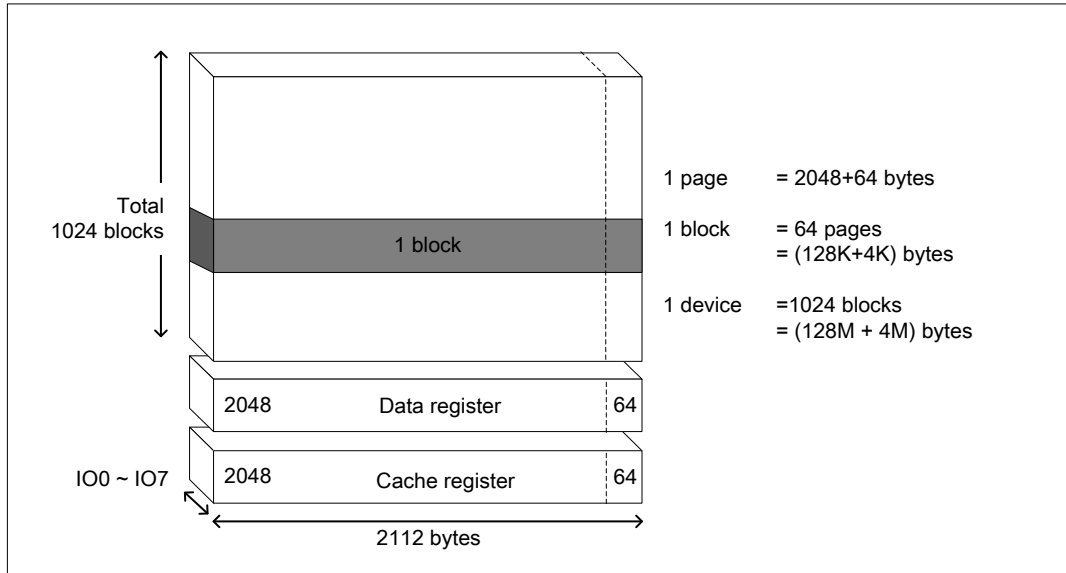 Total
1024 blocks
1 block
1 page = 2048+64 bytes
1 block = 64 pages
= (128K+4K) bytes
1 device =1024 blocks
= (128M + 4M) bytes
2048 Data register 64
2048 Cache register 64
IO0 ~ IO7
2112 bytes